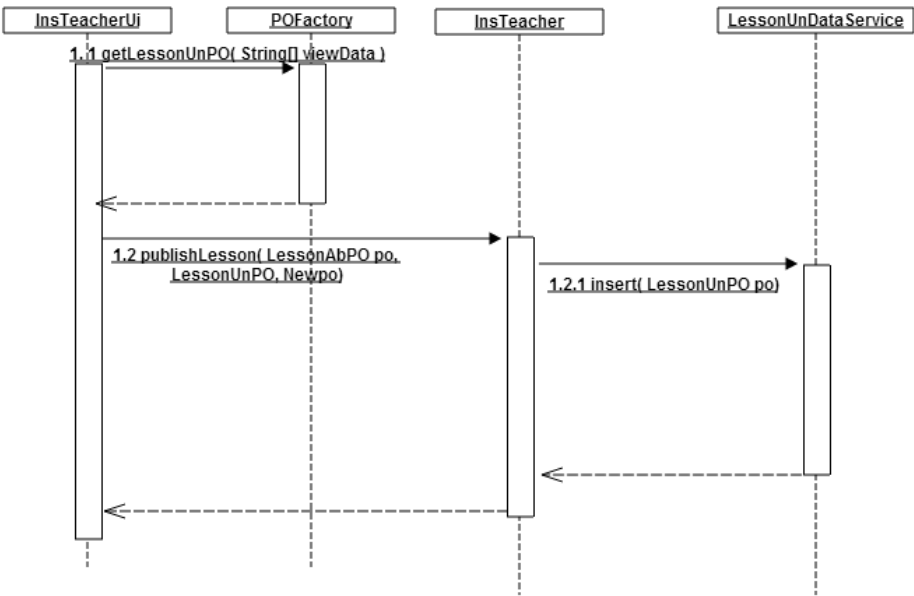 InsTeacherUi
POFactory
InsTeacher
LessonUnDataService
1.1 getLessonUnPO( String[] viewData )
1.2 publishLesson( LessonAbPO po,
LessonUnPO, Newpo)
1.2.1 insert( LessonUnPO po)